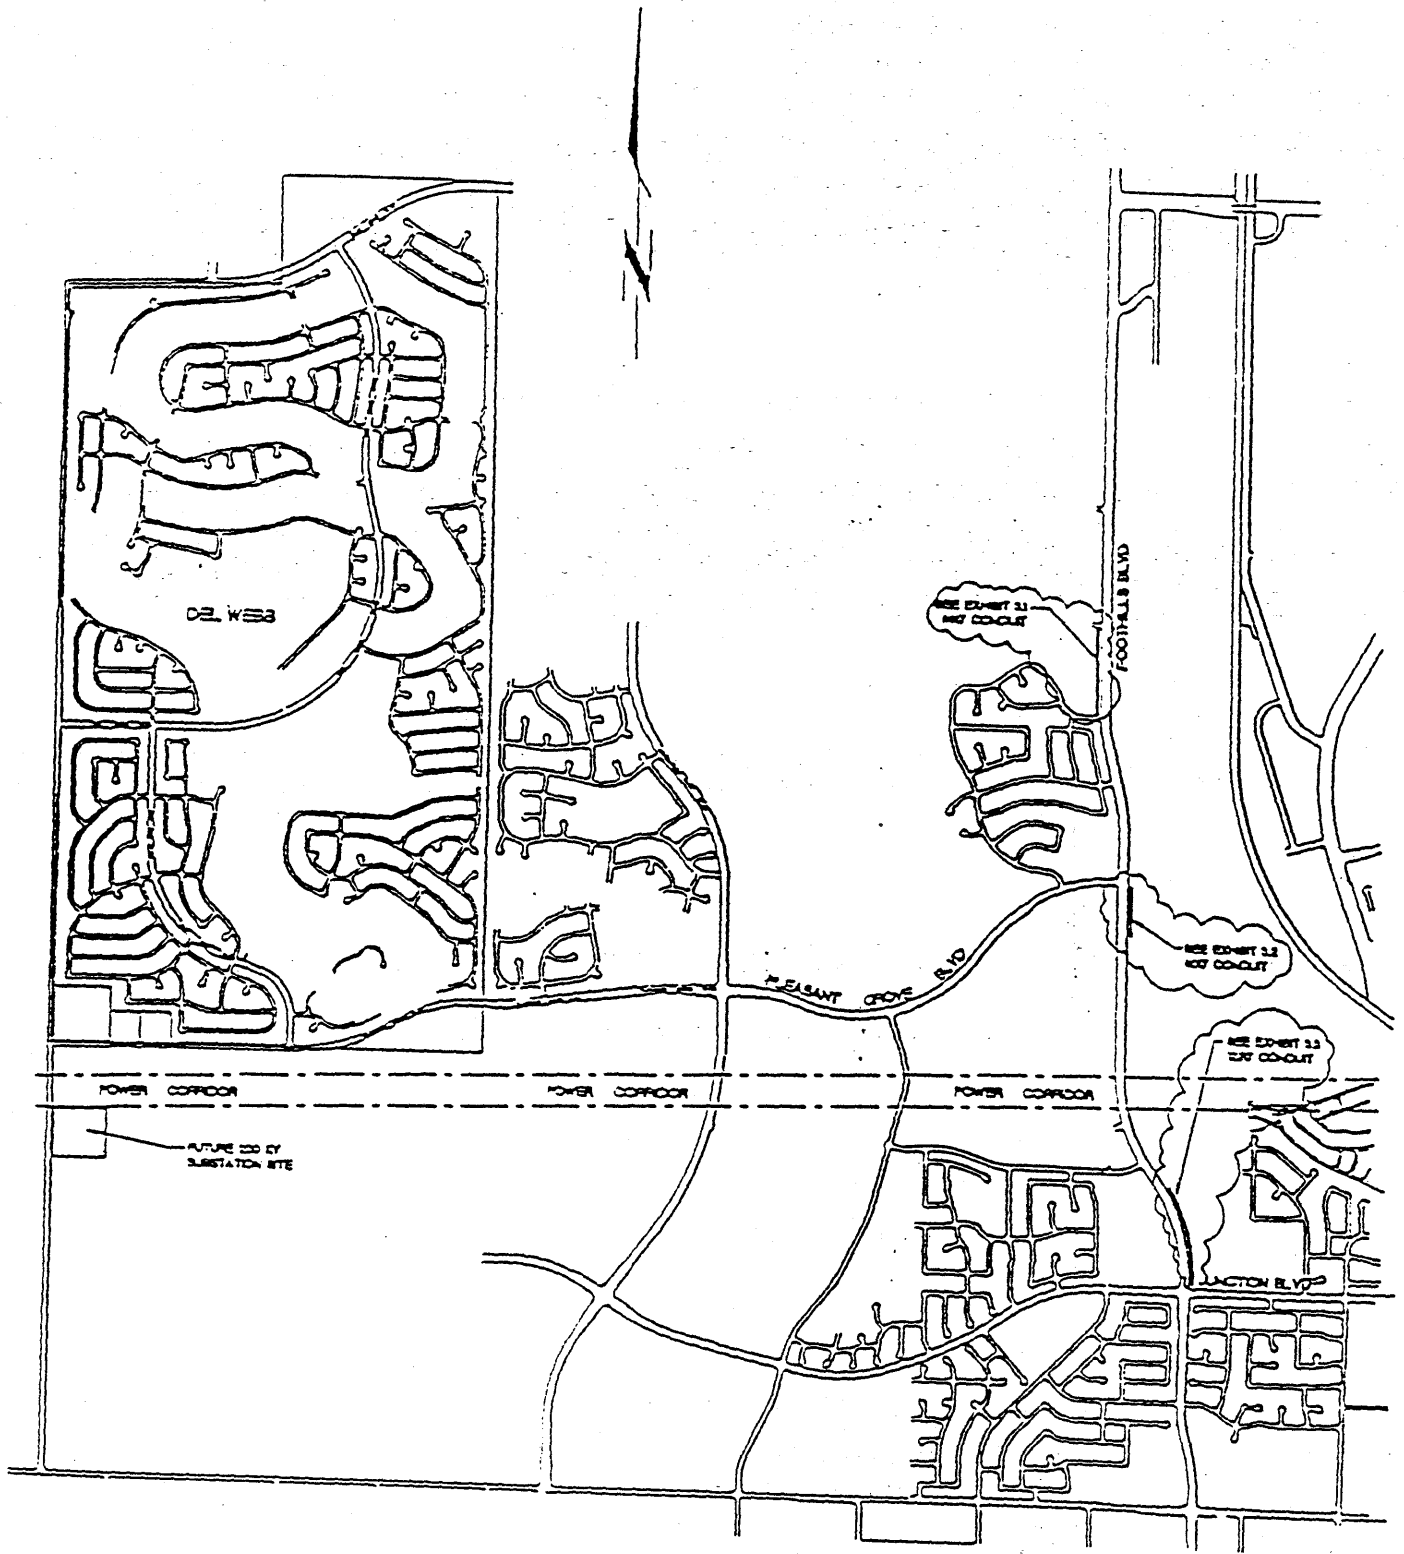 FOOTHILLS BLVD
SEE EXHIBIT 3.1
CONDUIT
DEL WEBB
SEE EXHIBIT 3.2
CONDUIT
PLEASANT GROVE BLVD
SEE EXHIBIT 3.3
CONDUIT
POWER CORRIDOR
POWER CORRIDOR
POWER CORRIDOR
FUTURE KV
SUBSTATION SITE
JUNCTION BLVD